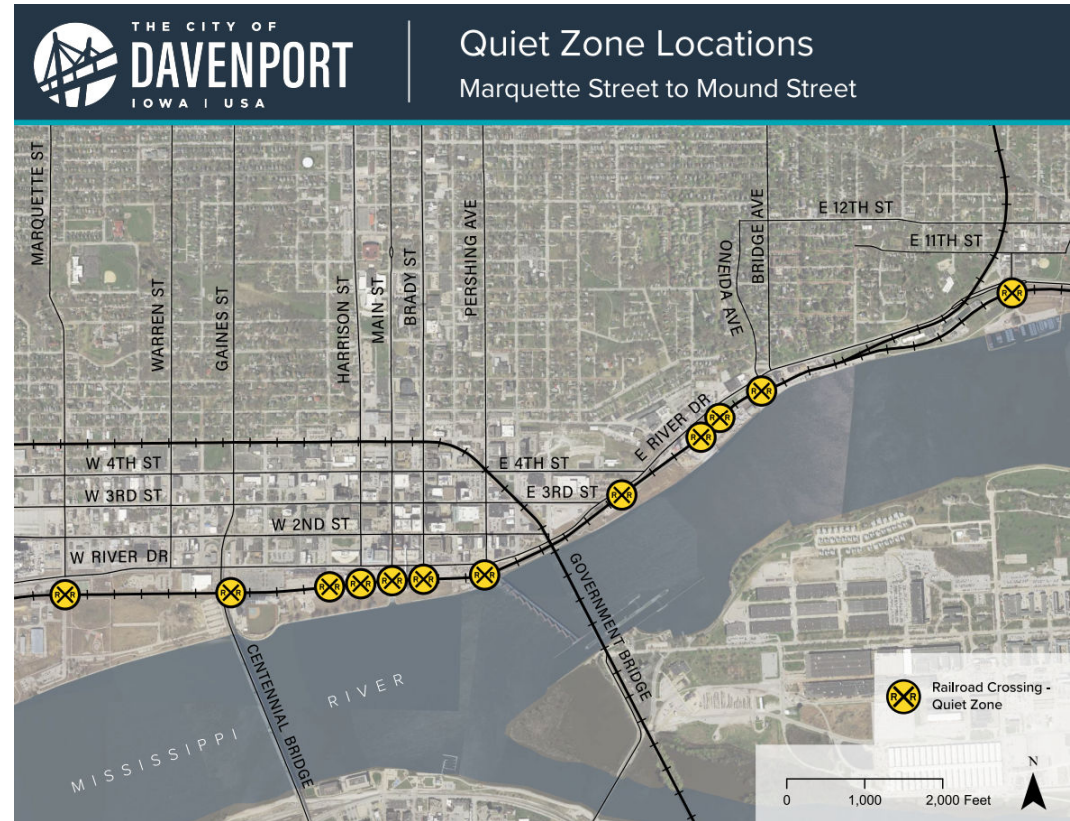 THE CITY OF
DAVENPORT
IOWA | USA
Quiet Zone Locations
Marquette Street to Mound Street
MARQUETTE ST
WARREN ST
GAINES ST
HARRISON ST
MAIN ST
BRADY ST
PERSHING AVE
ONEIDA AVE
BRIDGE AVE
E 12TH ST
E 11TH ST
E RIVER DR
W 4TH ST
E 4TH ST
W 3RD ST
E 3RD ST
W 2ND ST
W RIVER DR
GOVERNMENT BRIDGE
CENTENNIAL BRIDGE
MISSISSIPPI RIVER
R R
R R
R R
R R
R R
R R
R R
R R
R R
R R
R R
R R
R R
Railroad Crossing -
Quiet Zone
N
0 1,000 2,000 Feet